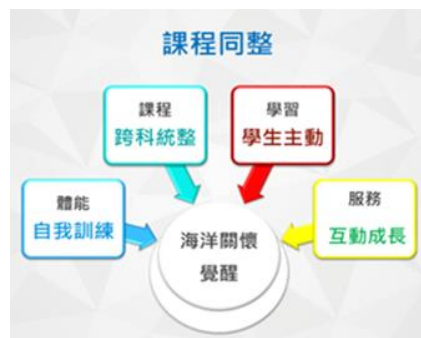 課程同整
課程
跨科統整
學習
學生主動
體能
自我訓練
服務
互動成長
海洋關懷
覺醒